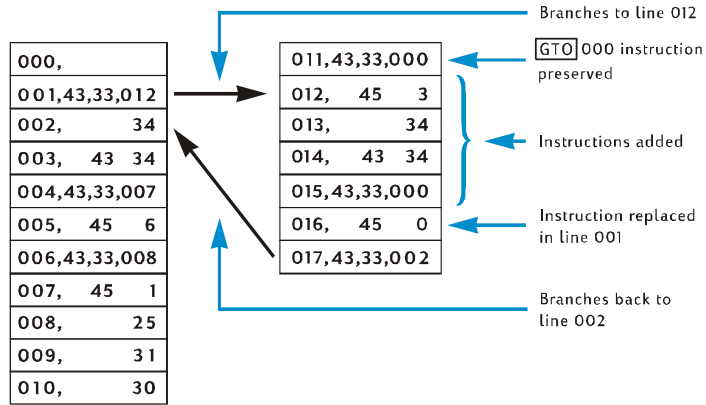 Branches to line 012
000,
001,43,33,012
002, 34
003, 43 34
004,43,33,007
005, 45 6
006,43,33,008
007, 45 1
008, 25
009, 31
010, 30
011,43,33,000
012, 45 3
013, 34
014, 43 34
015,43,33,000
016, 45 0
017,43,33,002
GTO 000 instruction
preserved
Instructions added
Instruction replaced
in line 001
Branches back to
line 002